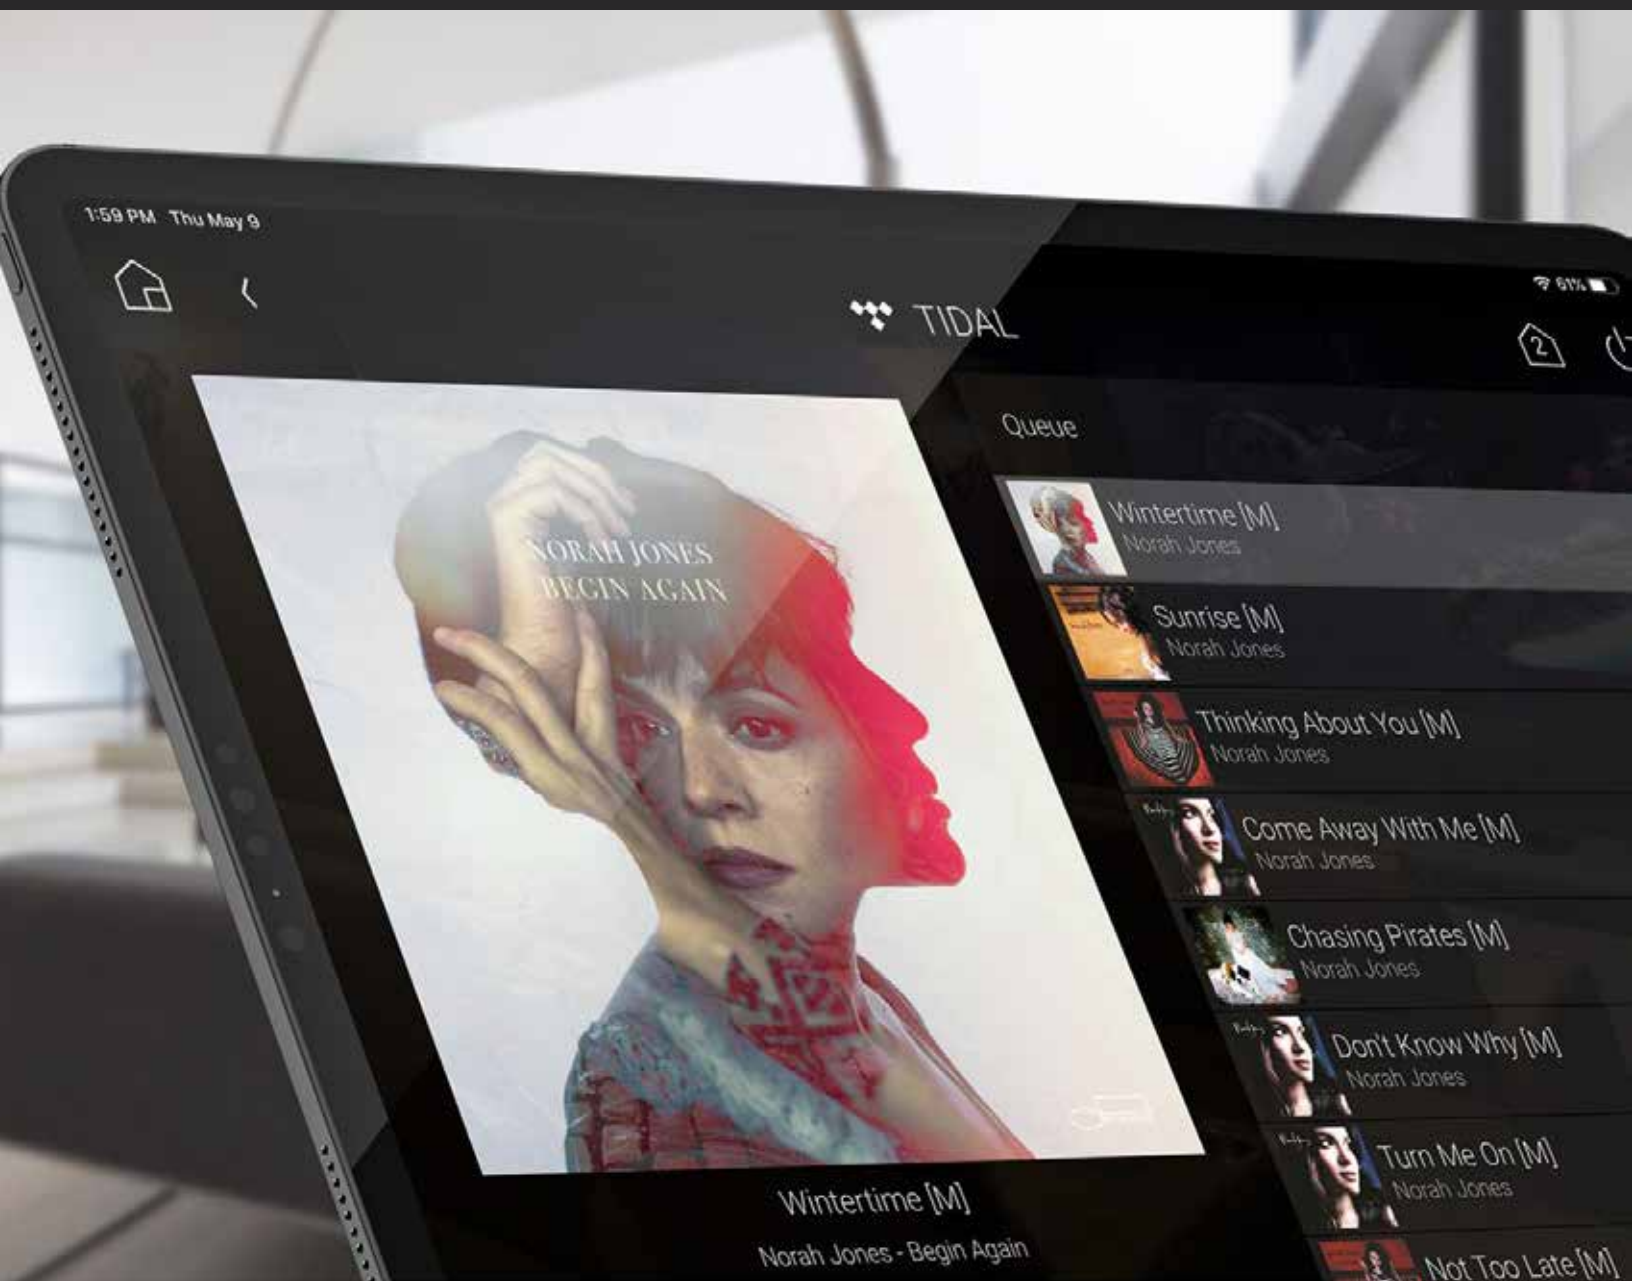 1:59 PM Thu May 9
61%
TIDAL
2
NORAH JONES
BEGIN AGAIN
Wintertime [M]
Norah Jones - Begin Again
Queue
Wintertime [M]
Norah Jones
Sunrise [M]
Norah Jones
Thinking About You [M]
Norah Jones
Come Away With Me [M]
Norah Jones
Chasing Pirates [M]
Norah Jones
Don't Know Why [M]
Norah Jones
Turn Me On [M]
Norah Jones
Not Too Late [M]